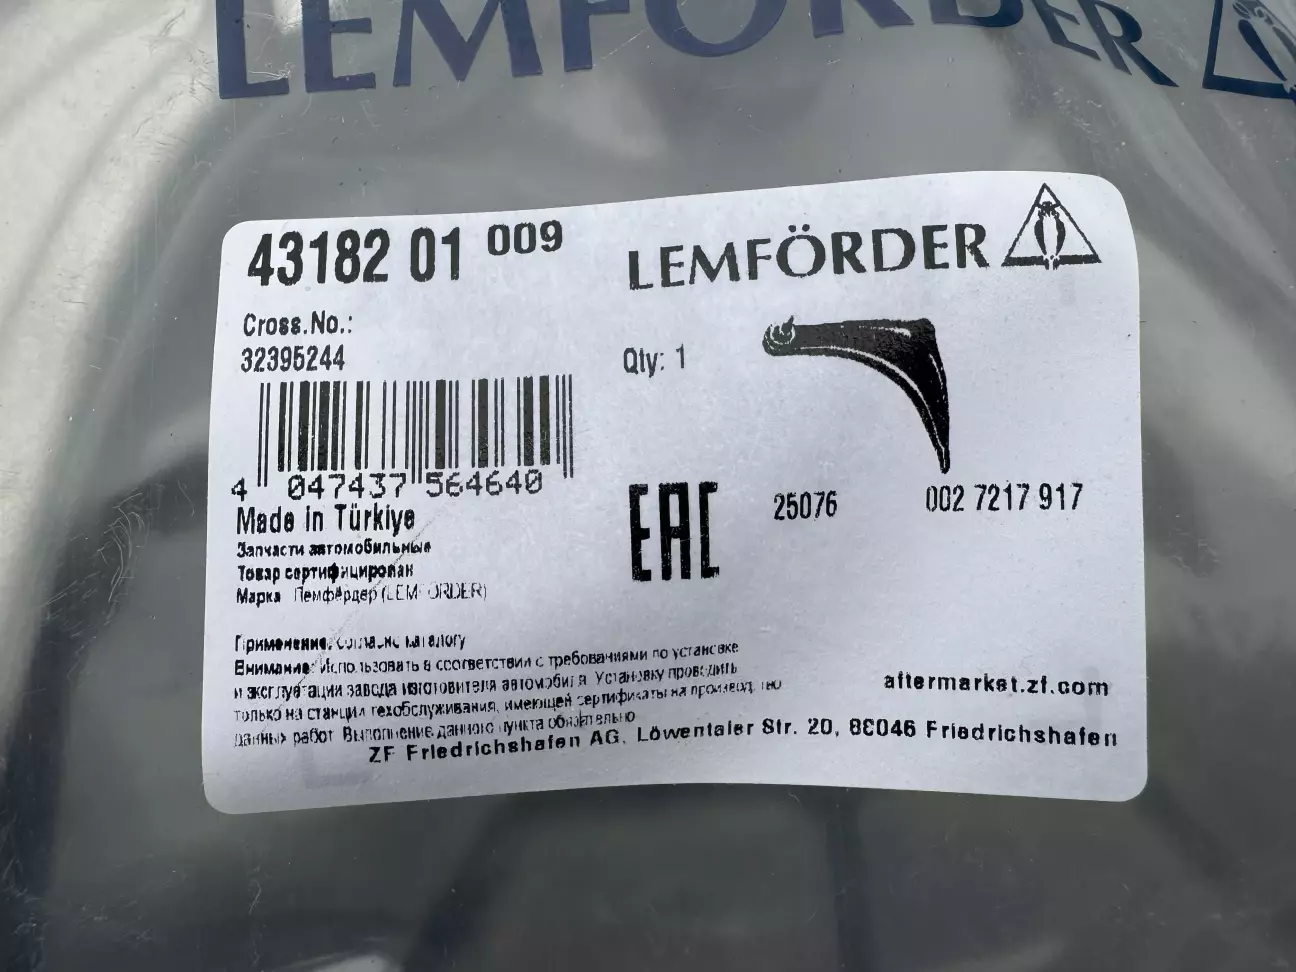 LEMFÖRDER
43182 01 009
LEMFÖRDER
Cross.No.:
32395244
Qty: 1
4 047437 564640
Made in Türkiye
EAC
25076
002 7217 917
Запчасти автомобильные
Товар сертифицирован
Марка Лемфёрдер (LEMFÖRDER)
Применение: согласно каталогу
Внимание: Использовать в соответствии с требованиями по установке
и эксплуатации завода изготовителя автомобиля. Установку проводить
только на станции техобслуживания, имеющей сертификаты на производство
данных работ. Выполнение данного пункта обязательно
aftermarket.zf.com
ZF Friedrichshafen AG, Löwentaler Str. 20, 88046 Friedrichshafen